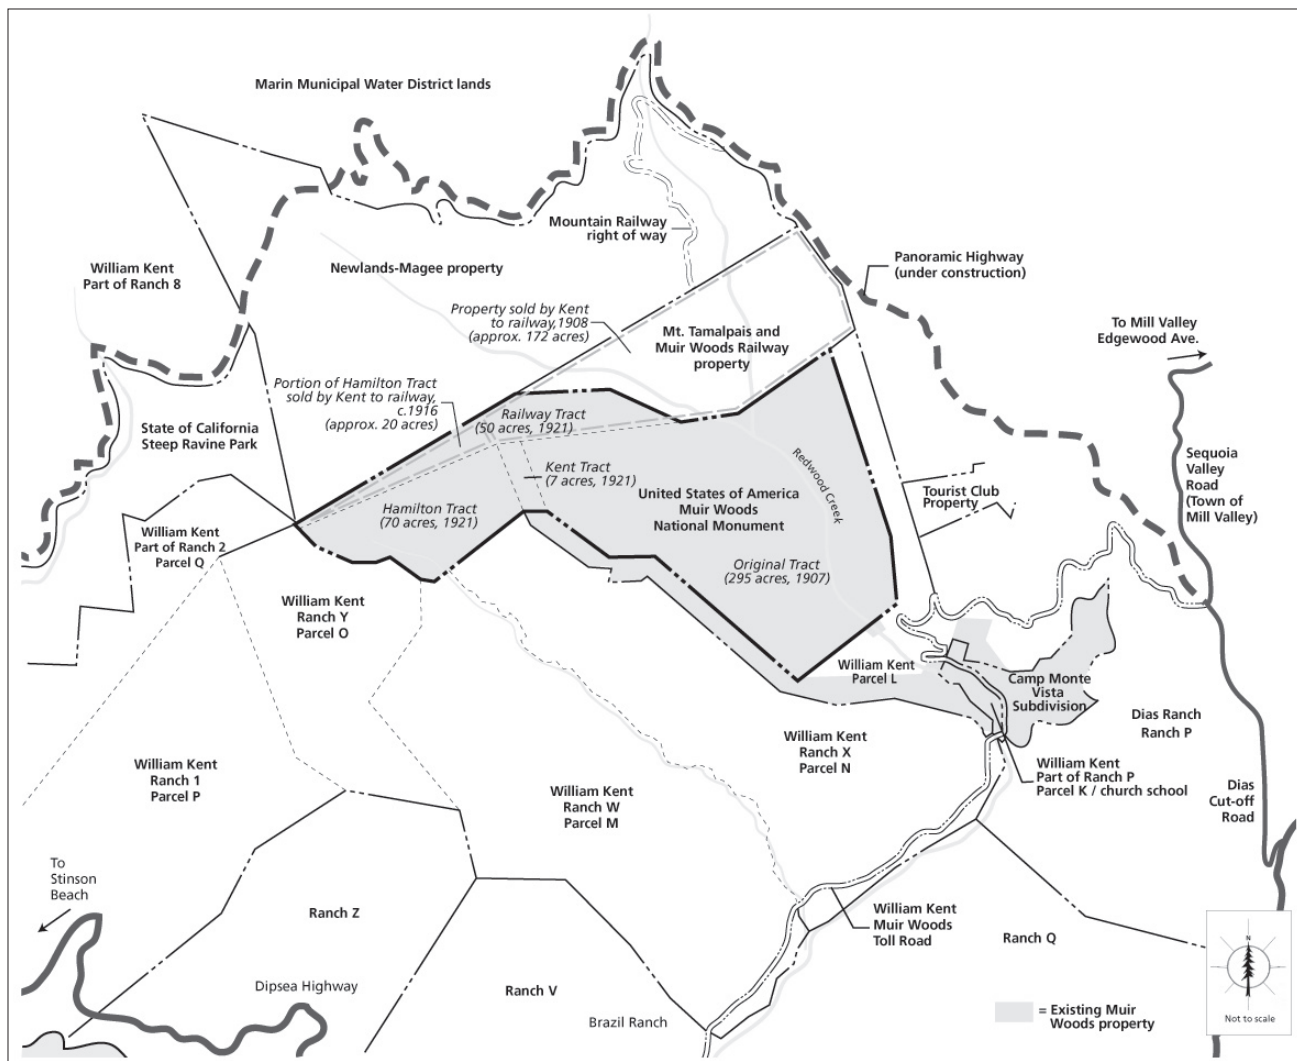 Marin Municipal Water District lands
Mountain Railway
right of way
William Kent
Part of Ranch 8
Newlands-Magee property
Panoramic Highway
(under construction)
Property sold by Kent
to railway,1908
(approx. 172 acres)
Mt. Tamalpais and
Muir Woods Railway
property
To Mill Valley
Edgewood Ave.
Portion of Hamilton Tract
sold by Kent to railway,
c.1916
(approx. 20 acres)
State of California
Steep Ravine Park
Railway Tract
(50 acres, 1921)
Kent Tract
(7 acres, 1921)
Hamilton Tract
(70 acres, 1921)
United States of America
Muir Woods
National Monument
Redwood Creek
Original Tract
(295 acres, 1907)
Tourist Club
Property
Sequoia
Valley
Road
(Town of
Mill Valley)
William Kent
Part of Ranch 2
Parcel Q
William Kent
Ranch Y
Parcel O
William Kent
Parcel L
Camp Monte
Vista
Subdivision
Dias Ranch
Ranch P
William Kent
Ranch X
Parcel N
William Kent
Part of Ranch P
Parcel K / church school
Dias
Cut-off
Road
William Kent
Ranch 1
Parcel P
William Kent
Ranch W
Parcel M
To
Stinson
Beach
Ranch Z
William Kent
Muir Woods
Toll Road
Ranch Q
Dipsea Highway
Ranch V
Brazil Ranch
= Existing Muir
Woods property
N
Not to scale